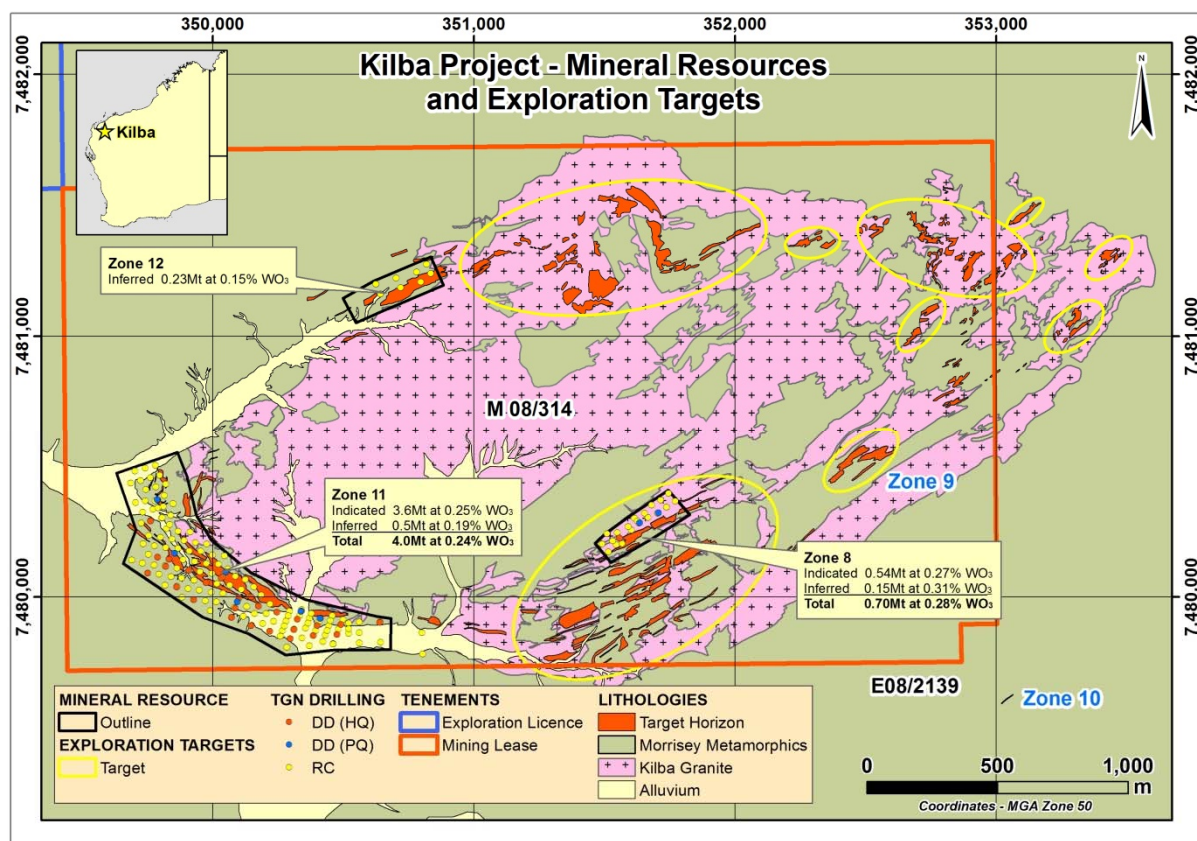 350,000
351,000
352,000
353,000
7,482,000
7,482,000
Kilba Project - Mineral Resources
and Exploration Targets
N
Kilba
Zone 12
Inferred 0.23Mt at 0.15% WO₃
7,481,000
7,481,000
M 08/314
Zone 9
Zone 11
Indicated 3.6Mt at 0.25% WO₃
Inferred 0.5Mt at 0.19% WO₃
Total 4.0Mt at 0.24% WO₃
Zone 8
Indicated 0.54Mt at 0.27% WO₃
Inferred 0.15Mt at 0.31% WO₃
Total 0.70Mt at 0.28% WO₃
7,480,000
7,480,000
E08/2139
Zone 10
MINERAL RESOURCE
Outline
EXPLORATION TARGETS
Target
TGN DRILLING
DD (HQ)
DD (PQ)
RC
TENEMENTS
Exploration Licence
Mining Lease
LITHOLOGIES
Target Horizon
Morrisey Metamorphics
Kilba Granite
Alluvium
0 500 1,000
m
Coordinates - MGA Zone 50